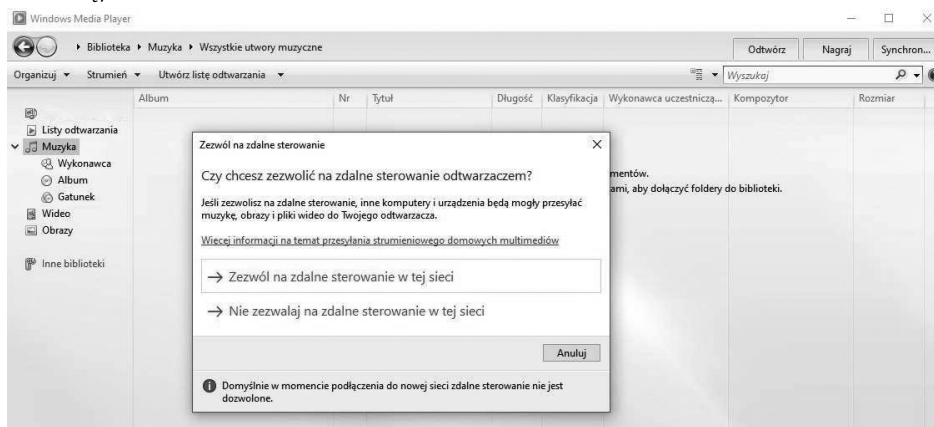 Windows Media Player
Biblioteka Muzyka Wszystkie utwory muzyczne
Odtwórz Nagraj Synchron...
Organizuj Strumień Utwórz listę odtwarzania
Wyszukaj
Album Nr Tytuł Długość Klasyfikacja Wykonawca uczestniczą... Kompozytor Rozmiar
Listy odtwarzania
Muzyka
Wykonawca
Album
Gatunek
Wideo
Obrazy
Inne biblioteki
Zezwól na zdalne sterowanie
Czy chcesz zezwolić na zdalne sterowanie odtwarzaczem?
Jeśli zezwolisz na zdalne sterowanie, inne komputery i urządzenia będą mogły przesyłać
muzykę, obrazy i pliki wideo do Twojego odtwarzacza.
Więcej informacji na temat przesyłania strumieniowego domowych multimediów
Zezwól na zdalne sterowanie w tej sieci
Nie zezwalaj na zdalne sterowanie w tej sieci
Anuluj
Domyślnie w momencie podłączenia do nowej sieci zdalne sterowanie nie jest
dozwolone.
mentów.
ami, aby dołączyć foldery do biblioteki.